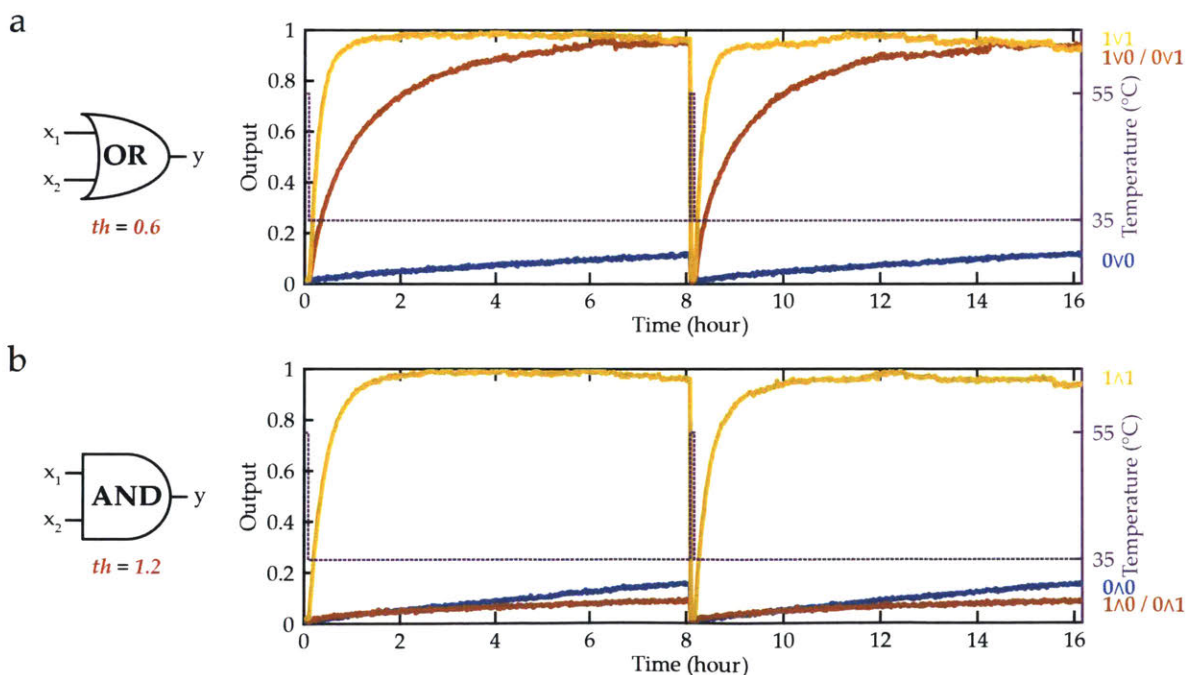 a
x₁
x₂
OR
y
th = 0.6
Output
1
0.8
0.6
0.4
0.2
0
0 2 4 6 8 10 12 14 16
Time (hour)
1∨1
1∨0 / 0∨1
0∨0
55
35
Temperature (°C)
b
x₁
x₂
AND
y
th = 1.2
Output
1
0.8
0.6
0.4
0.2
0
0 2 4 6 8 10 12 14 16
Time (hour)
1∧1
0∧0
1∧0 / 0∧1
55
35
Temperature (°C)